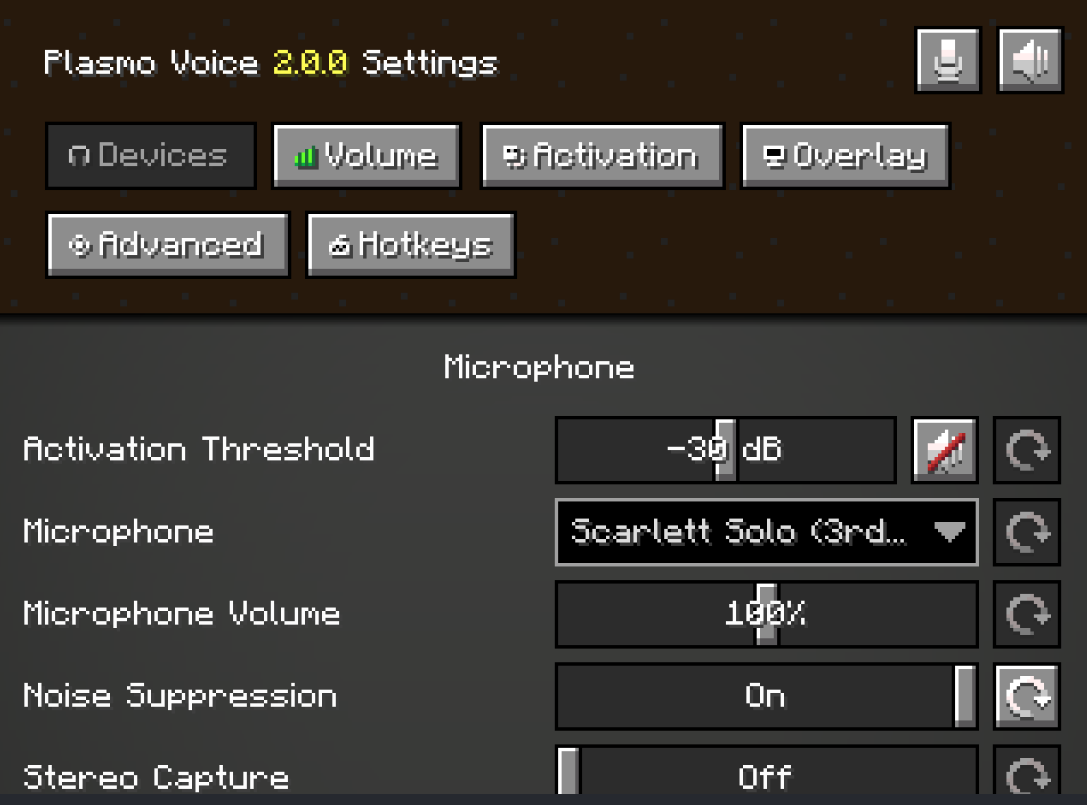 Plasmo Voice 2.0.0 Settings
Devices Volume Activation Overlay
Advanced Hotkeys
Microphone
Activation Threshold -30 dB
Microphone Scarlett Solo (3rd...
Microphone Volume 100%
Noise Suppression On
Stereo Capture Off